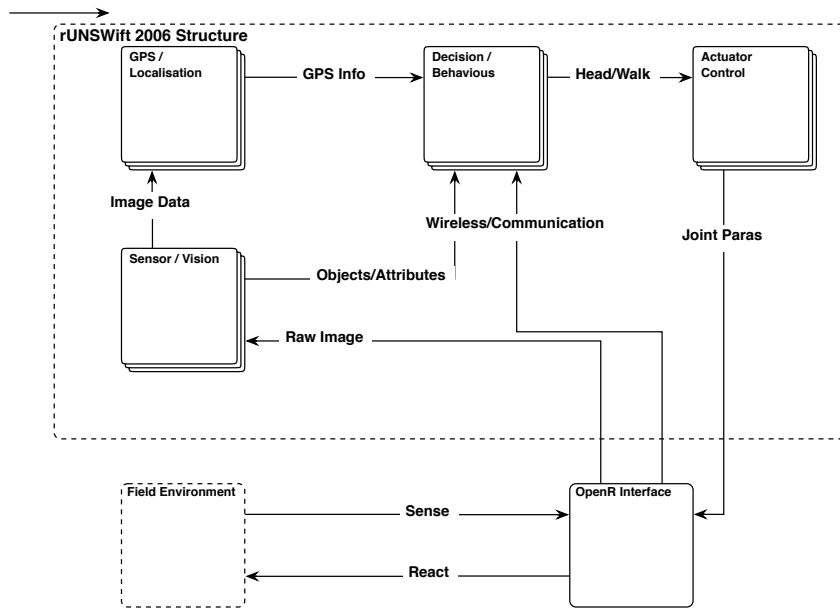 rUNSWift 2006 Structure
GPS /
Localisation
GPS Info
Decision /
Behavious
Head/Walk
Actuator
Control
Image Data
Wireless/Communication
Joint Paras
Sensor / Vision
Objects/Attributes
Raw Image
Field Environment
OpenR Interface
Sense
React